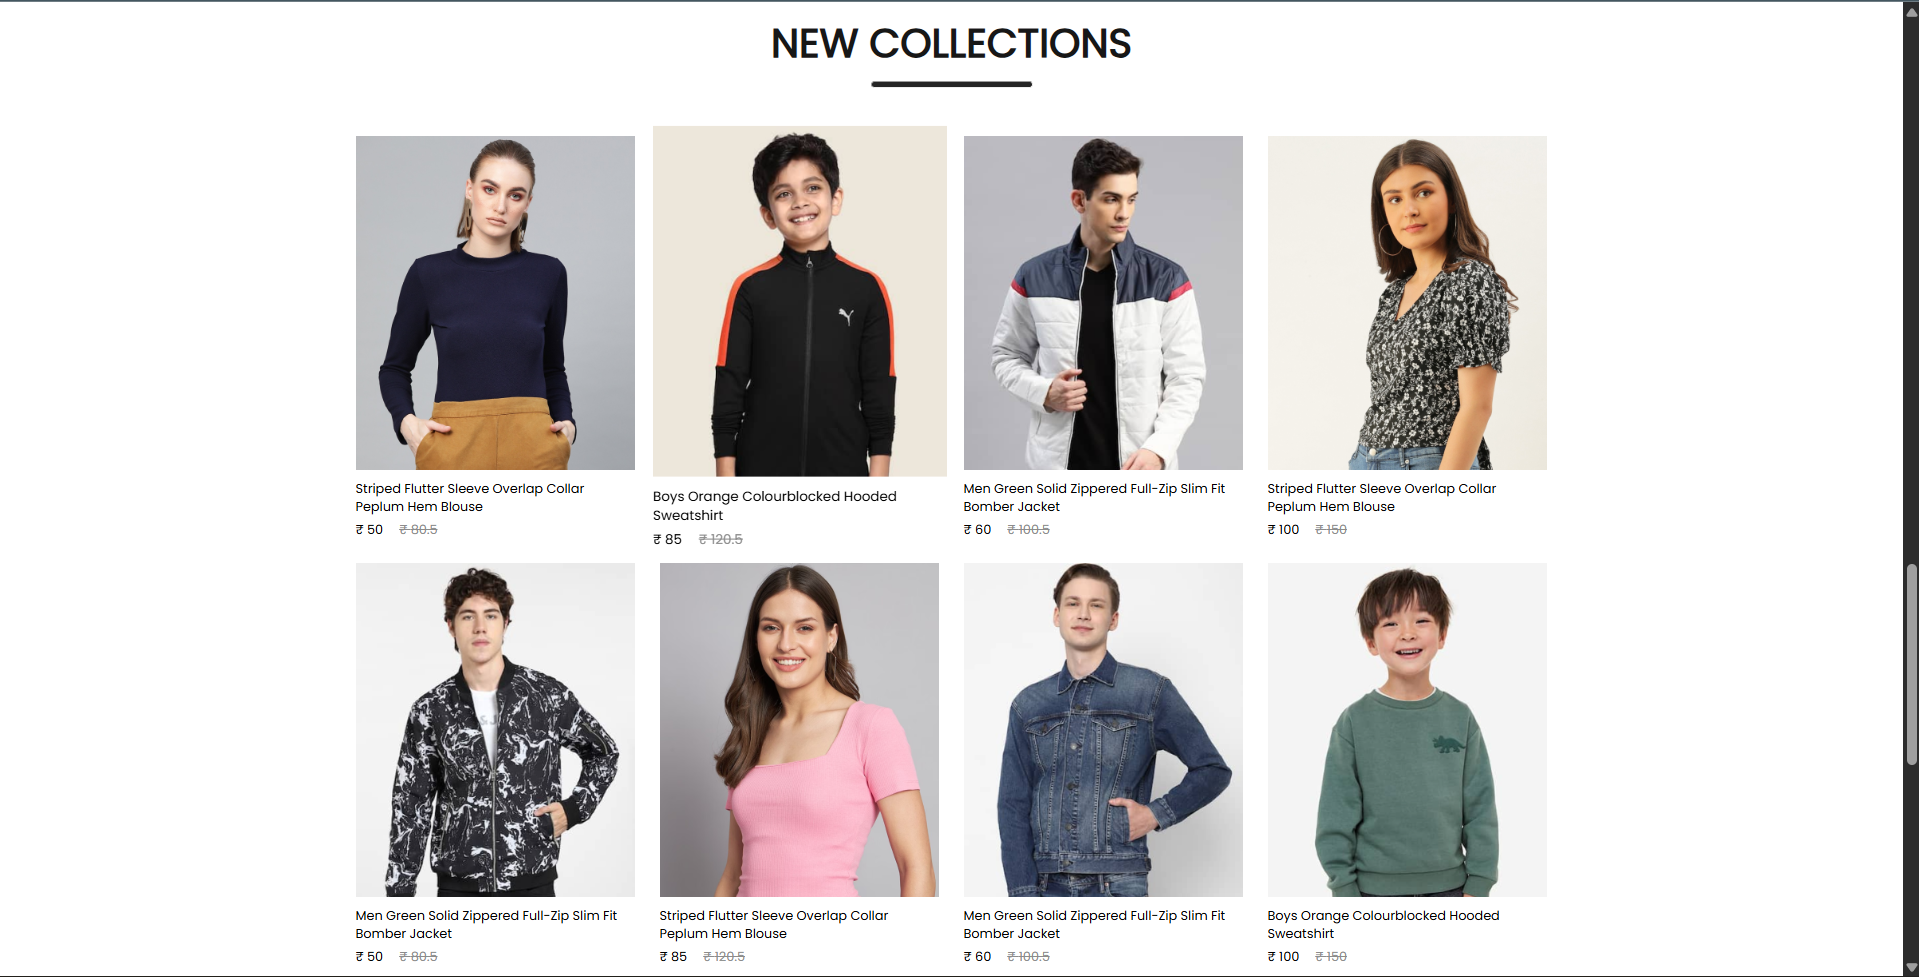 NEW COLLECTIONS
Striped Flutter Sleeve Overlap Collar
Peplum Hem Blouse
₹ 50 ₹ 80.5
Boys Orange Colourblocked Hooded
Sweatshirt
₹ 85 ₹ 120.5
Men Green Solid Zippered Full-Zip Slim Fit
Bomber Jacket
₹ 60 ₹ 100.5
Striped Flutter Sleeve Overlap Collar
Peplum Hem Blouse
₹ 100 ₹ 150
Men Green Solid Zippered Full-Zip Slim Fit
Bomber Jacket
₹ 50 ₹ 80.5
Striped Flutter Sleeve Overlap Collar
Peplum Hem Blouse
₹ 85 ₹ 120.5
Men Green Solid Zippered Full-Zip Slim Fit
Bomber Jacket
₹ 60 ₹ 100.5
Boys Orange Colourblocked Hooded
Sweatshirt
₹ 100 ₹ 150